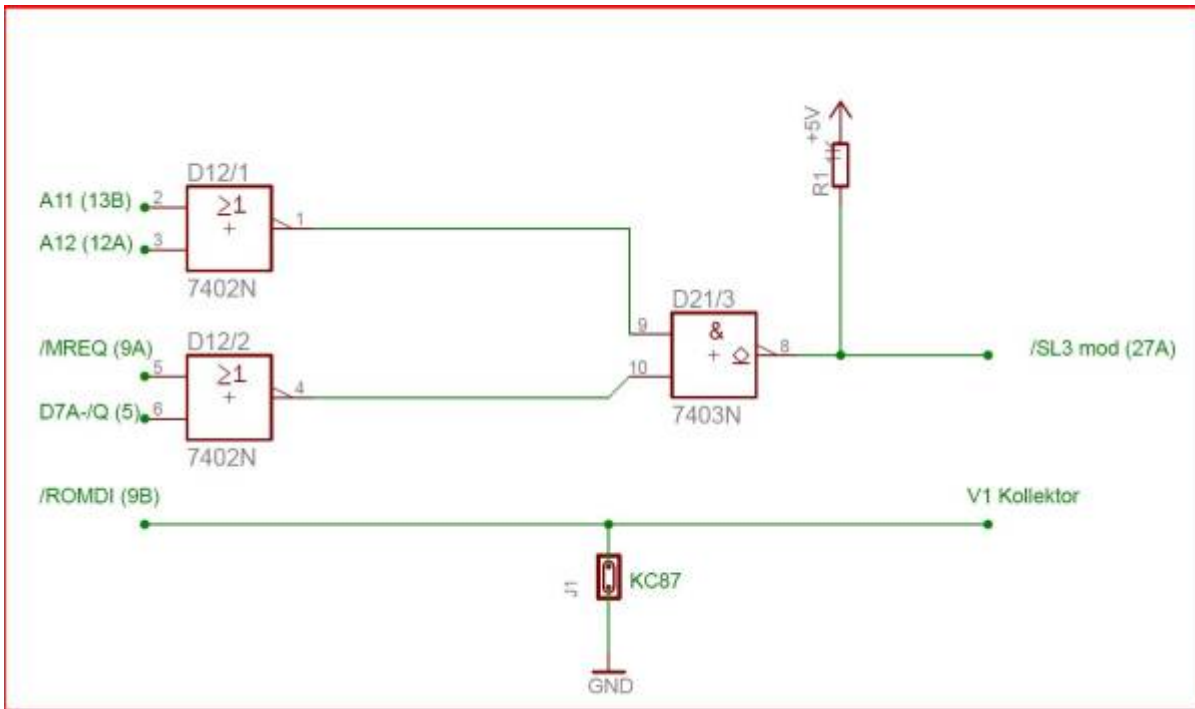 D12/1
A11 (13B)
2
≥1
+
1
A12 (12A)
3
7402N
/MREQ (9A)
D12/2
5
≥1
+
4
D7A-/Q (5)
6
7402N
+5V
R1
D21/3
9
&
+
8
10
7403N
/SL3 mod (27A)
/ROMDI (9B)
V1 Kollektor
J1
KC87
GND